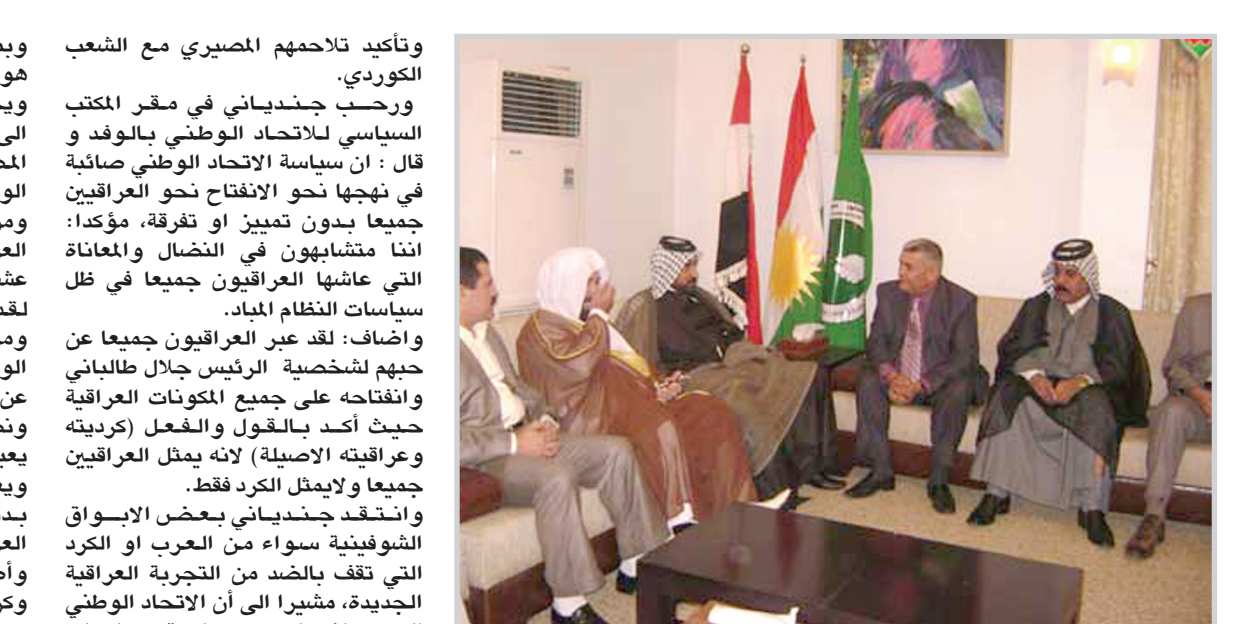 وتأكيد تلاحمهم المصيري مع الشعب
الكوردي.
ورحب جنديـاني في مقر المكتب
السياسي للاتحاد الوطني بالوفد و
قال : ان سياسة الاتحاد الوطني صائبة
في نهجها نحو الانفتاح نحو العراقيين
جميعا بدون تمييز او تفرقة، مؤكدا:
اننا متشابهون في النضال والمعاناة
التي عاشها العراقيون جميعا في ظل
سياسات النظام المباد.
واضاف: لقد عبر العراقيون جميعا عن
حبهم لشخصية الرئيس جلال طالباني
وانفتاحه على جميع المكونات العراقية
حيث أكد بالقول والفعل (كرديته
وعراقيته الاصيلة) لانه يمثل العراقيين
جميعا ولايمثل الكرد فقط.
وانتقد جندياني بعض الابواق
الشوفينية سواء من العرب او الكرد
التي تقف بالضد من التجربة العراقية
الجديدة، مشيرا الى أن الاتحاد الوطني